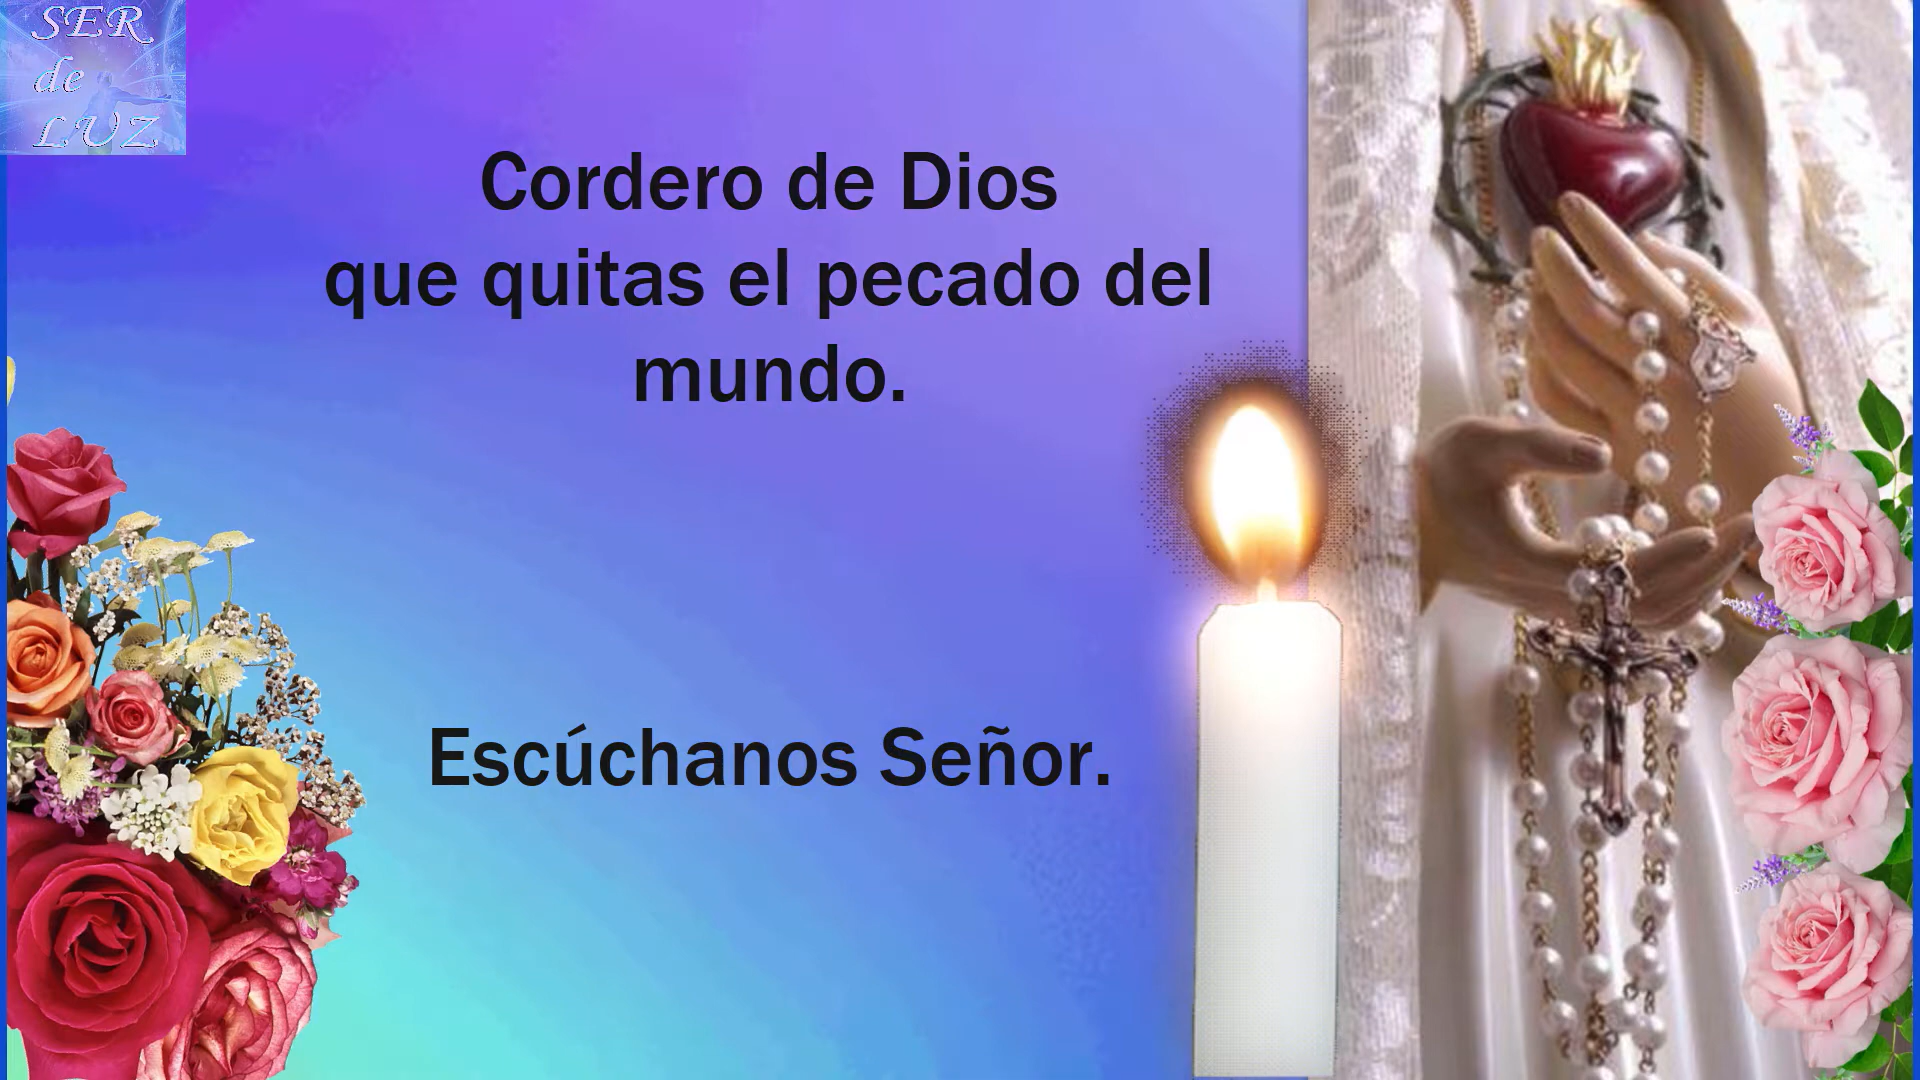 SER
de
LUZ
Cordero de Dios
que quitas el pecado del
mundo.
Escúchanos Señor.